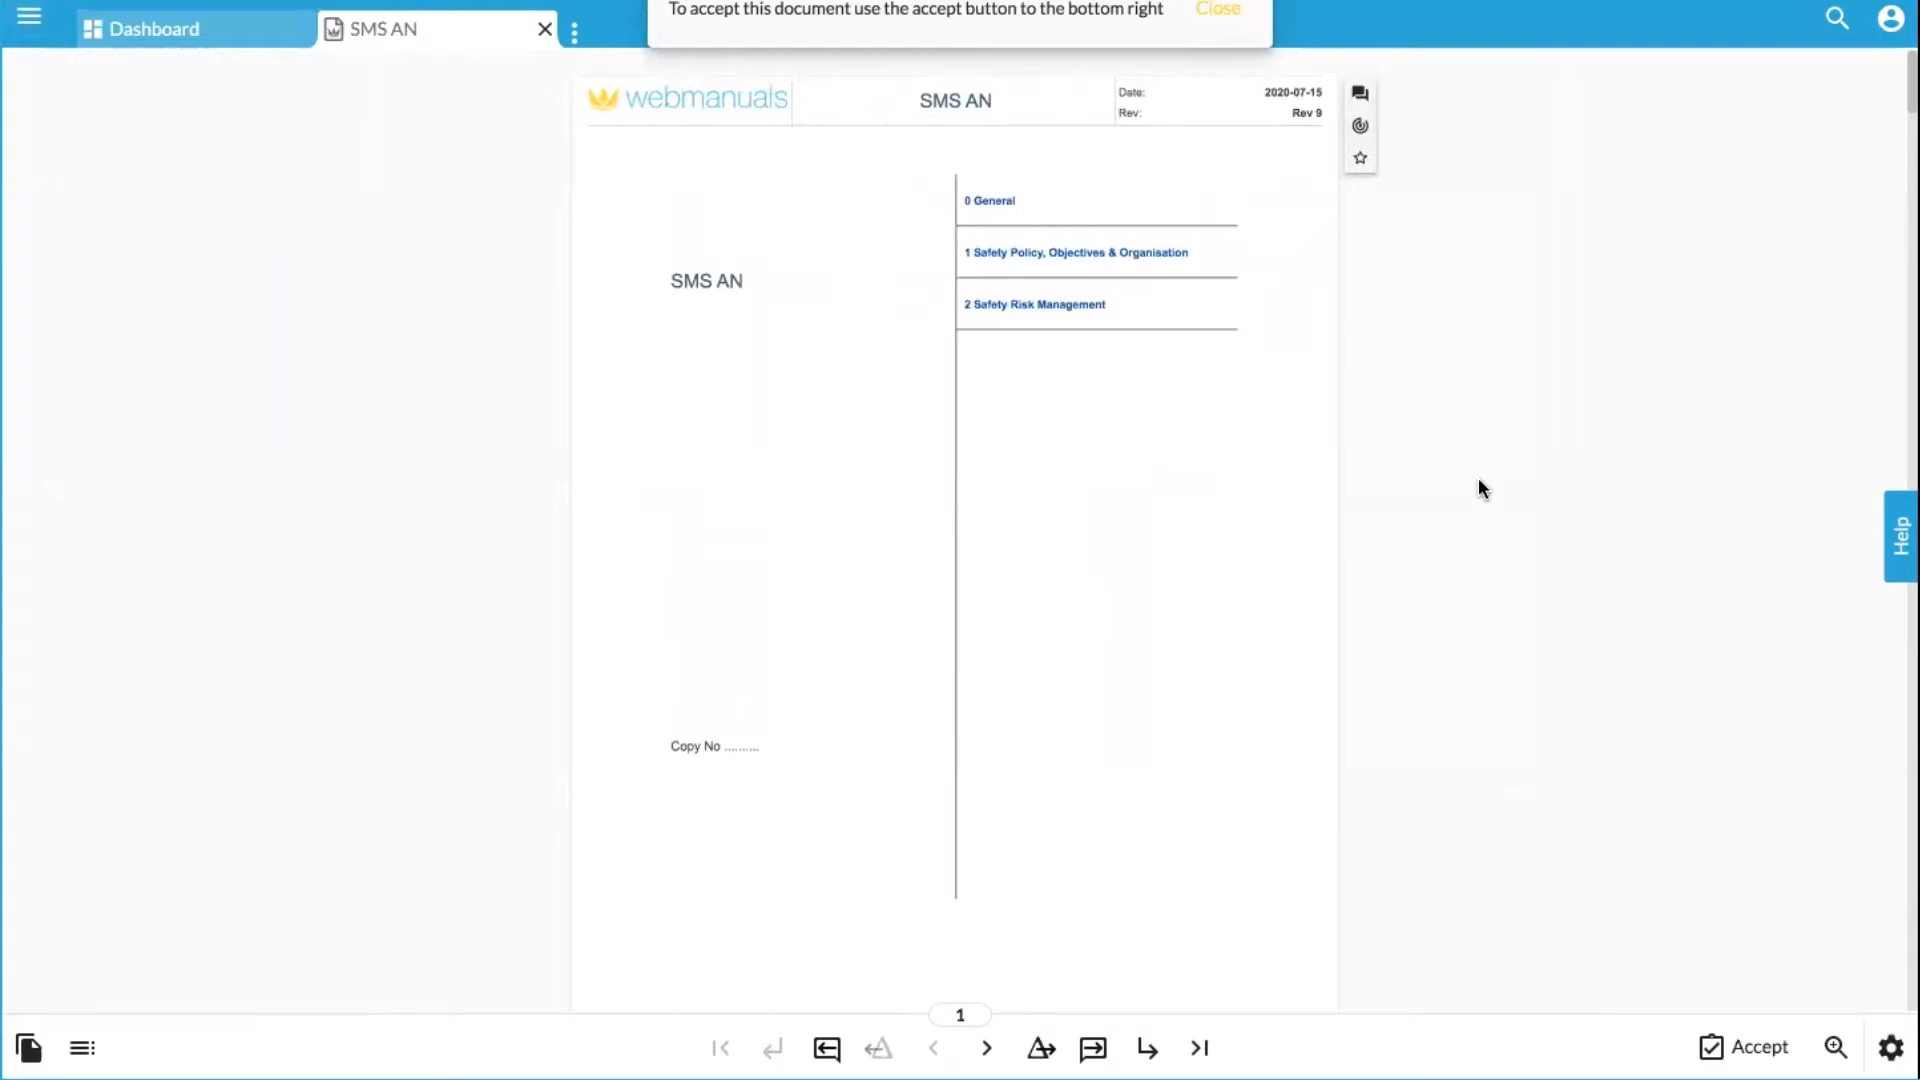 To accept this document use the accept button to the bottom right Close
Dashboard
SMS AN
webmanuals
SMS AN
Date: 2020-07-15
Rev: Rev 9
0 General
1 Safety Policy, Objectives & Organisation
2 Safety Risk Management
SMS AN
Copy No ..........
Help
1
Accept